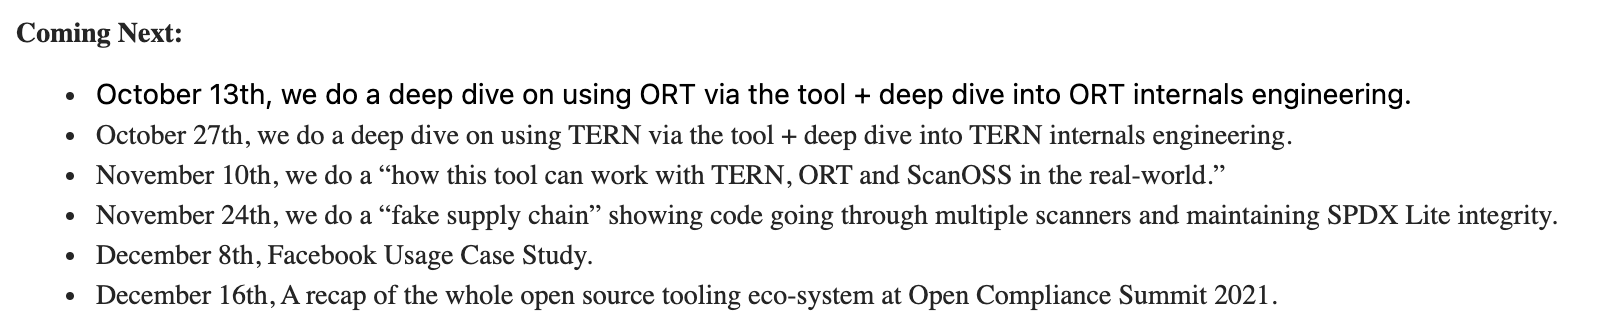 Coming Next:
• October 13th, we do a deep dive on using ORT via the tool + deep dive into ORT internals engineering.
• October 27th, we do a deep dive on using TERN via the tool + deep dive into TERN internals engineering.
• November 10th, we do a “how this tool can work with TERN, ORT and ScanOSS in the real-world.”
• November 24th, we do a “fake supply chain” showing code going through multiple scanners and maintaining SPDX Lite integrity.
• December 8th, Facebook Usage Case Study.
• December 16th, A recap of the whole open source tooling eco-system at Open Compliance Summit 2021.